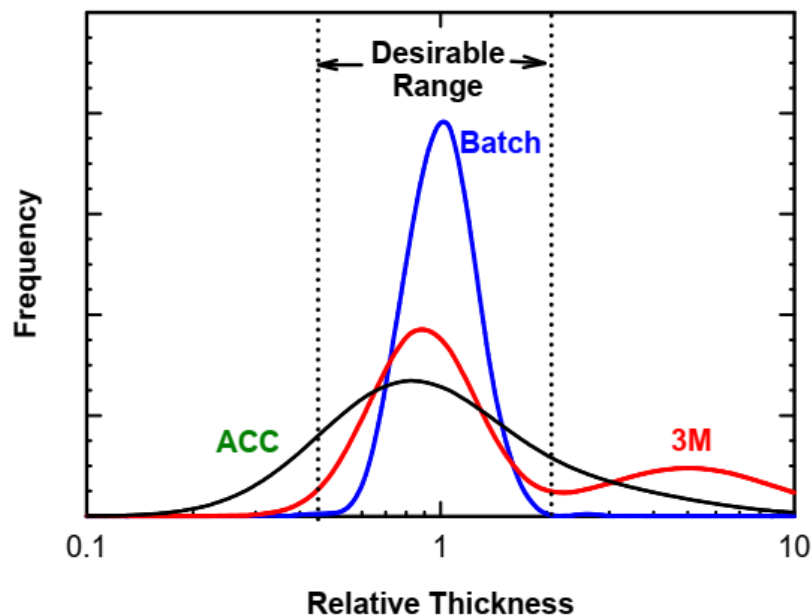 Desirable
Range
Batch
Frequency
ACC
3M
0.1
1
10
Relative Thickness